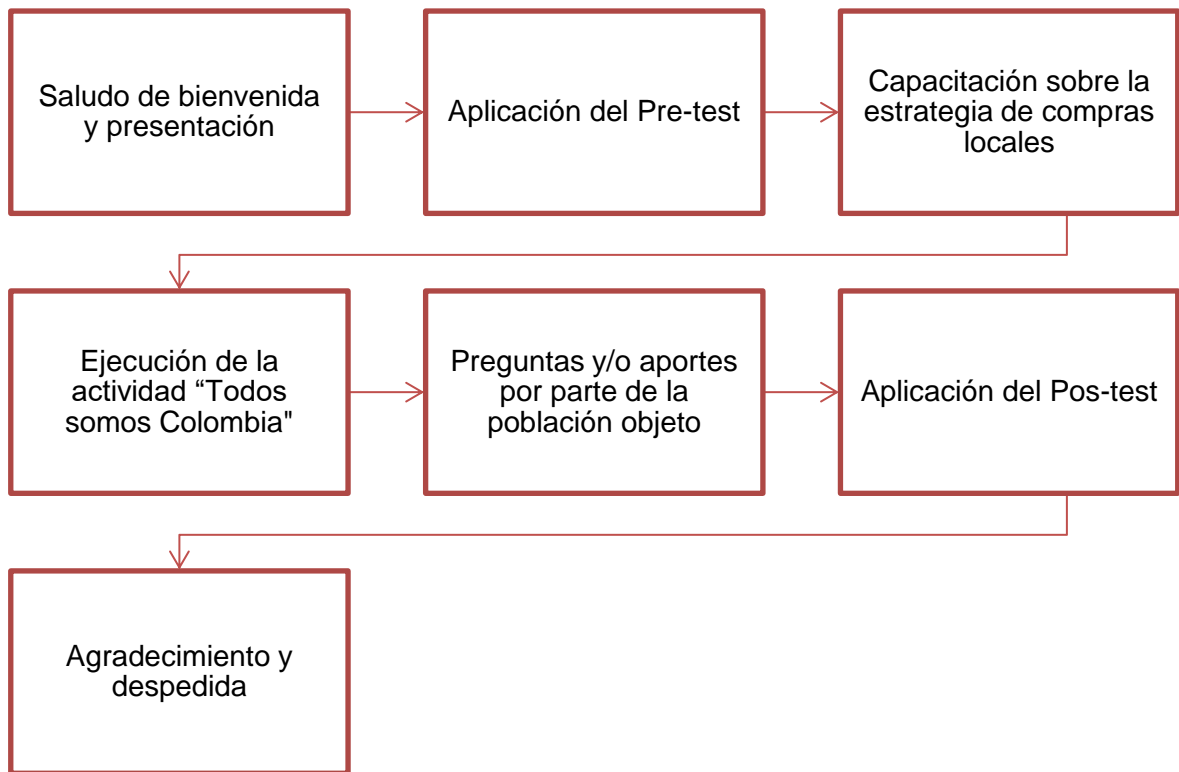 Saludo de bienvenida
y presentación
Aplicación del Pre-test
Capacitación sobre la
estrategia de compras
locales
Ejecución de la
actividad “Todos
somos Colombia"
Preguntas y/o aportes
por parte de la
población objeto
Aplicación del Pos-test
Agradecimiento y
despedida